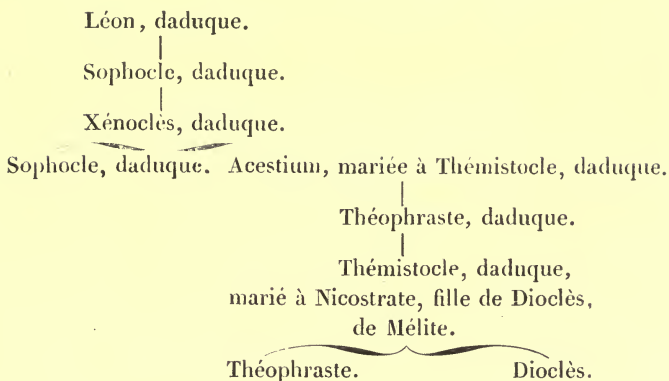 Léon, daduque.
Sophocle, daduque.
Xénoclès, daduque.
Sophocle, daduque. Acestium, mariée à Thémistocle, daduque.
Théophraste, daduque.
Thémistocle, daduque,
marié à Nicostrate, fille de Dioclès,
de Mélite.
Théophraste. Dioclès.